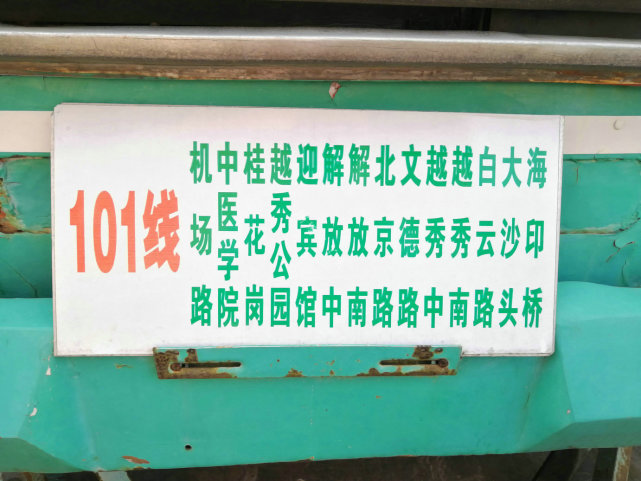 101线
机场路
中医学院
桂花岗
越秀公园
迎宾馆
解放中
解放南
北京路
文德路
越秀中
越秀南
白云路
大沙头
海印桥